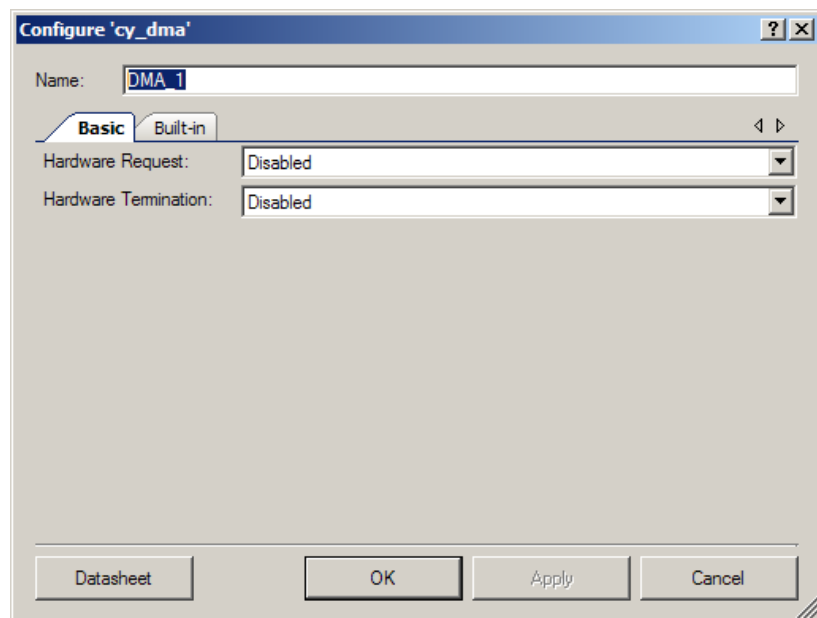 Configure 'cy_dma'
Name: DMA_1
Basic Built-in
Hardware Request: Disabled
Hardware Termination: Disabled
Datasheet OK Apply Cancel